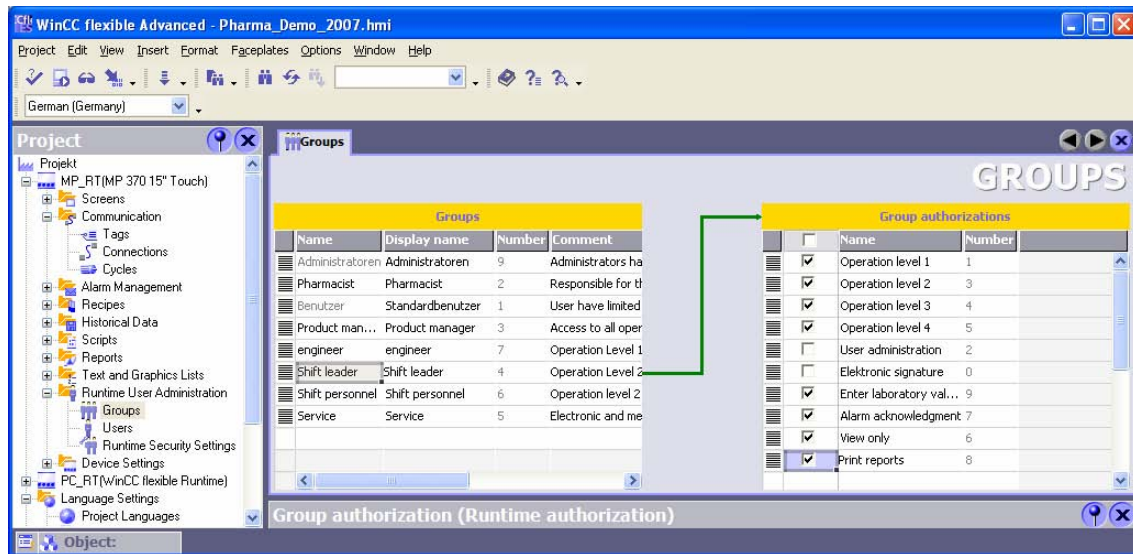 WinCC flexible Advanced - Pharma_Demo_2007.hmi
Project Edit View Insert Format Faceplates Options Window Help
German (Germany)
Project
Projekt
MP_RT(MP 370 15" Touch)
Screens
Communication
Tags
Connections
Cycles
Alarm Management
Recipes
Historical Data
Scripts
Reports
Text and Graphics Lists
Runtime User Administration
Groups
Users
Runtime Security Settings
Device Settings
PC_RT(WinCC flexible Runtime)
Language Settings
Project Languages
Groups
GROUPS
Groups
Name Display name Number Comment
Administratoren Administratoren 9 Administrators ha
Pharmacist Pharmacist 2 Responsible for th
Benutzer Standardbenutzer 1 User have limited
Product man... Product manager 3 Access to all oper
engineer engineer 7 Operation Level 1
Shift leader Shift leader 4 Operation Level 2
Shift personnel Shift personnel 6 Operation level 2
Service Service 5 Electronic and me
Group authorizations
Name Number
Operation level 1 1
Operation level 2 3
Operation level 3 4
Operation level 4 5
User administration 2
Elektronic signature 0
Enter laboratory val... 9
Alarm acknowledgment 7
View only 6
Print reports 8
Group authorization (Runtime authorization)
Object: